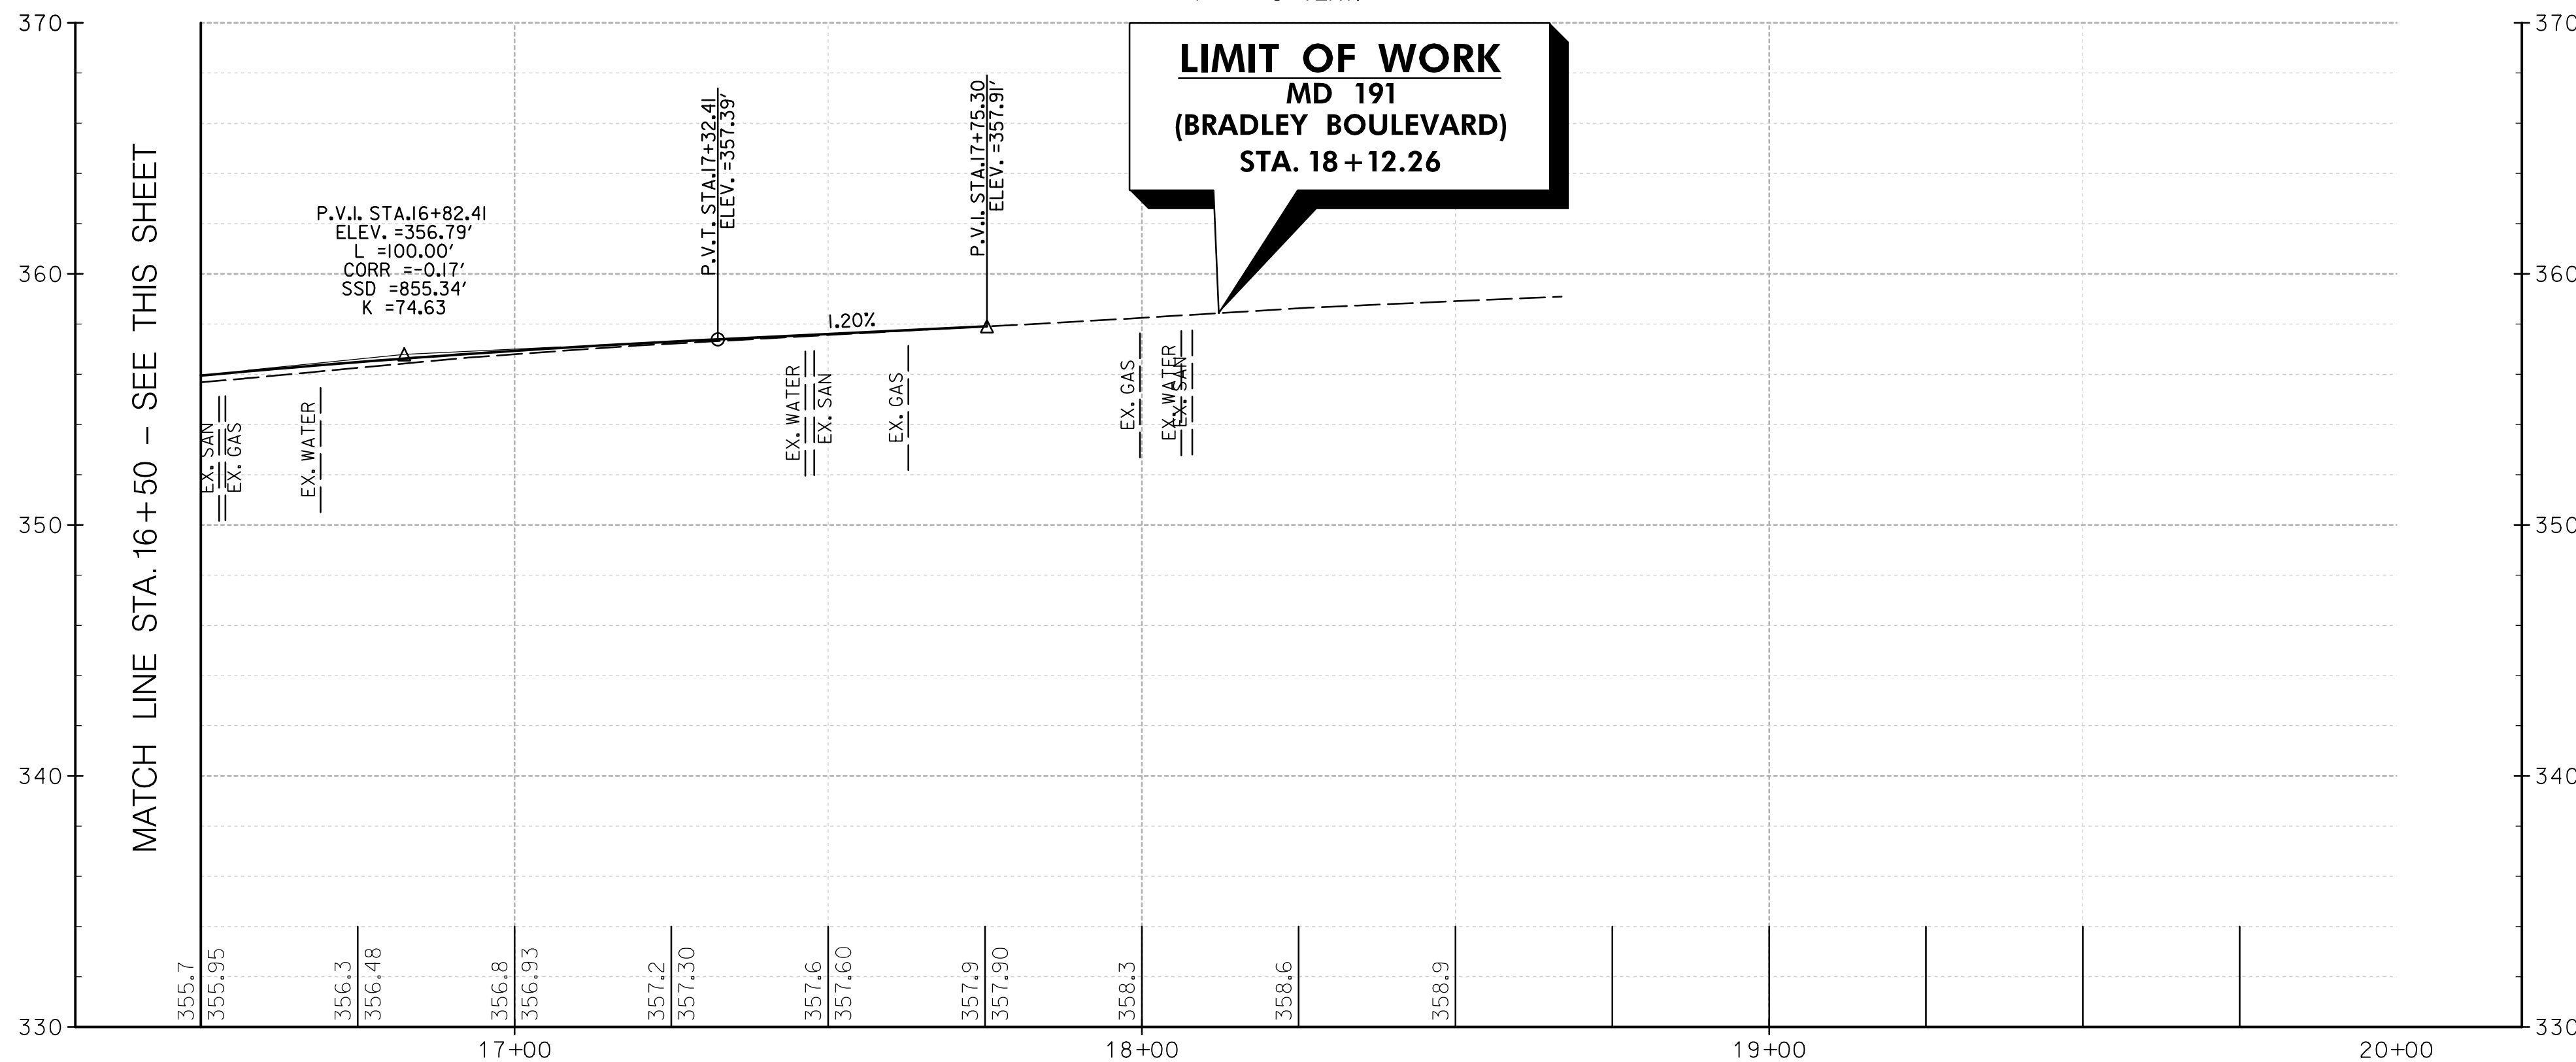 370
370
LIMIT OF WORK
MD 191
(BRADLEY BOULEVARD)
STA. 18+12.26
MATCH LINE STA. 16+50 - SEE THIS SHEET
P.V.I. STA.16+82.41
ELEV. =356.79'
L =100.00'
CORR =-0.17'
SSD =855.34'
K =74.63
P.V.T. STA.17+32.41
ELEV. =357.39'
P.V.I. STA.17+75.30
ELEV. =357.91'
360
360
1.20%
EX. SAN
EX. GAS
EX. WATER
EX. WATER
EX. SAN
EX. GAS
EX. GAS
EX. WATER
EX. SAN
350
350
340
340
355.7
355.95
356.3
356.48
356.8
356.93
357.2
357.30
357.6
357.60
357.9
357.90
358.3
358.6
358.9
330
330
17+00
18+00
19+00
20+00